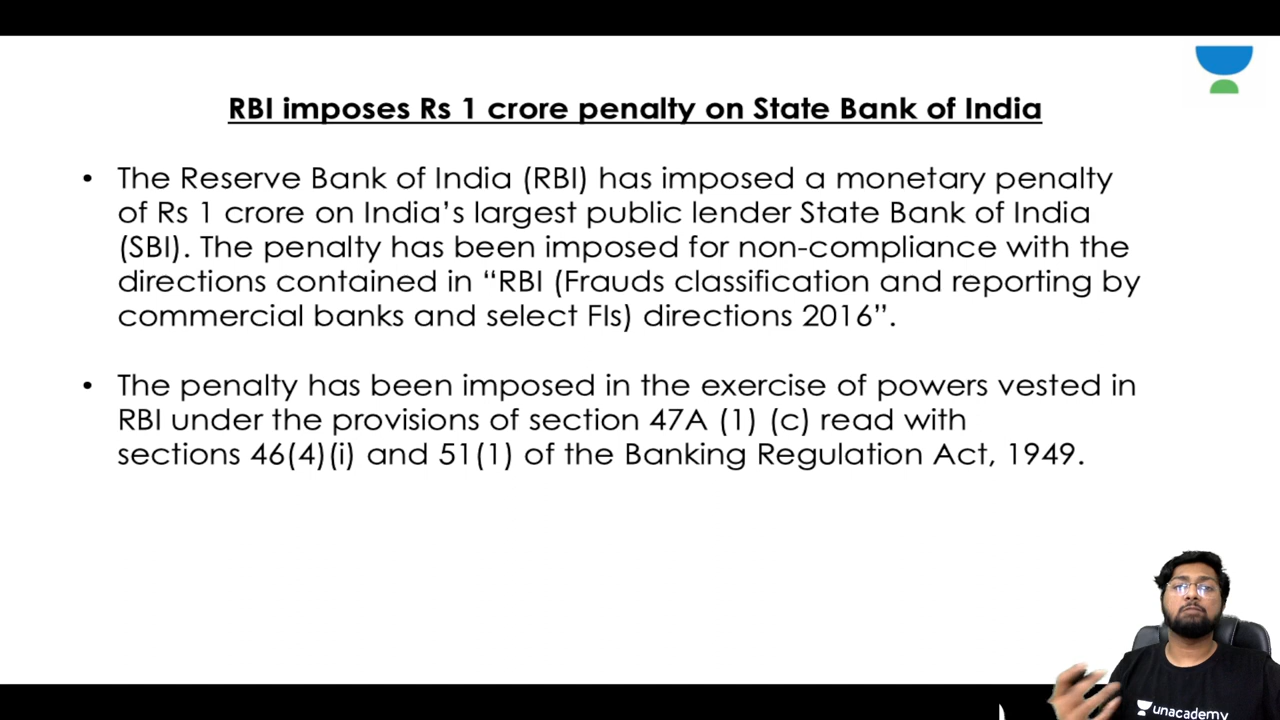 RBI imposes Rs 1 crore penalty on State Bank of India
• The Reserve Bank of India (RBI) has imposed a monetary penalty
of Rs 1 crore on India’s largest public lender State Bank of India
(SBI). The penalty has been imposed for non-compliance with the
directions contained in “RBI (Frauds classification and reporting by
commercial banks and select FIs) directions 2016”.
• The penalty has been imposed in the exercise of powers vested in
RBI under the provisions of section 47A (1) (c) read with
sections 46(4)(i) and 51(1) of the Banking Regulation Act, 1949.
unacademy